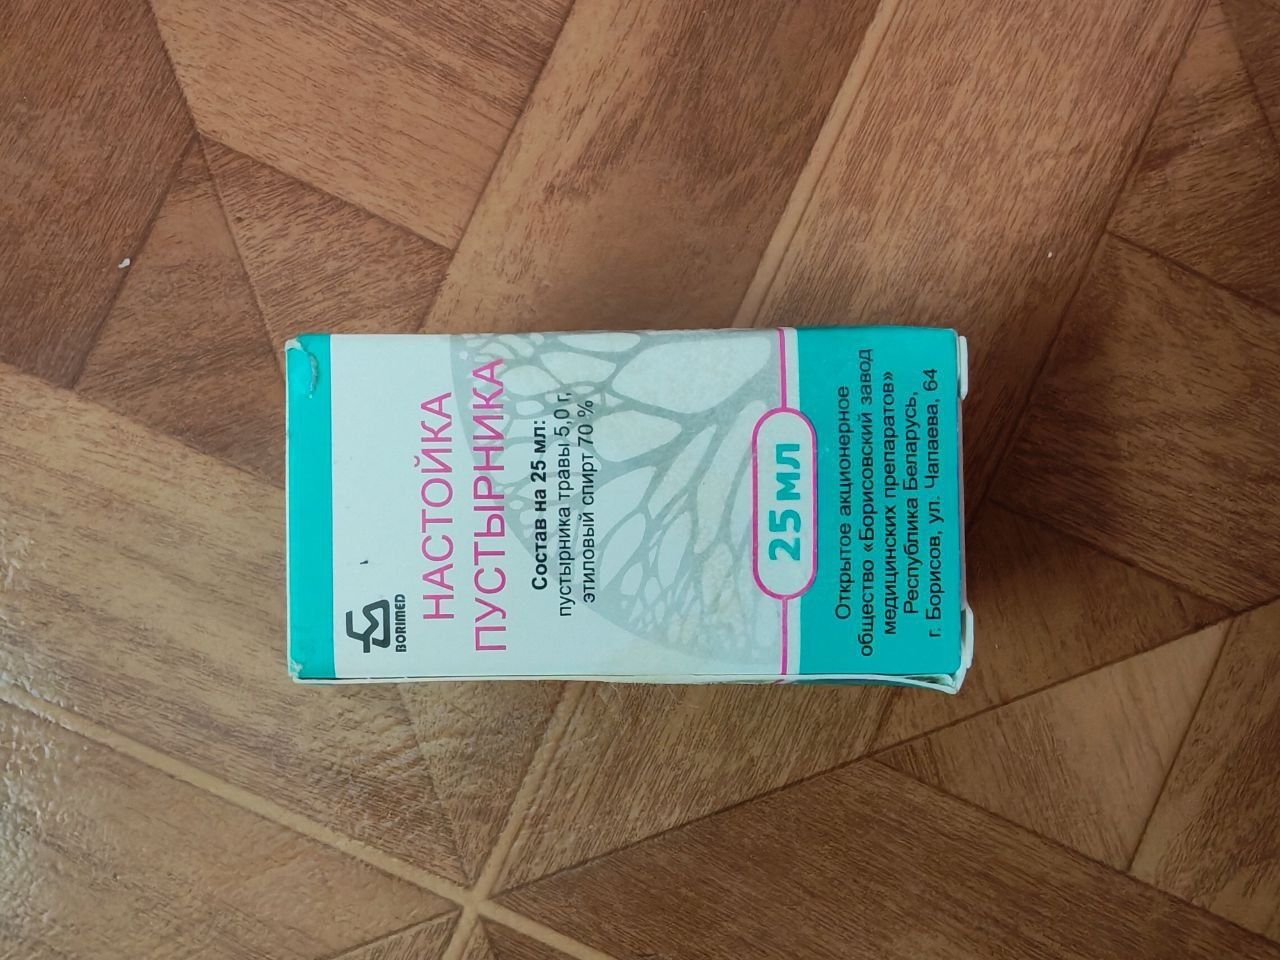 BORIMED
НАСТОЙКА
ПУСТЫРНИКА
Состав на 25 мл:
пустырника травы 5,0 г,
этиловый спирт 70 %
25 мл
Открытое акционерное
общество «Борисовский завод
медицинских препаратов»
Республика Беларусь,
г. Борисов, ул. Чапаева, 64